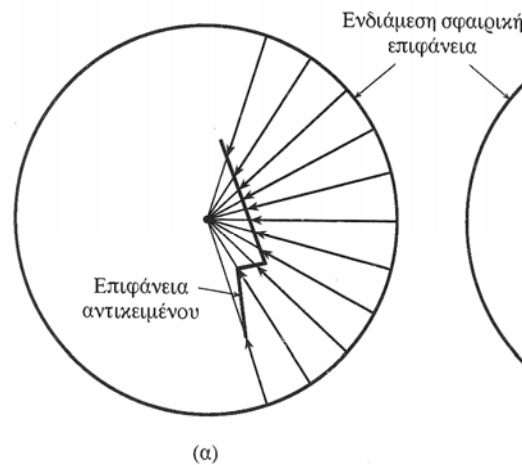 Ενδιάμεση σφαιρική
επιφάνεια
Επιφάνεια
αντικειμένου
(α)